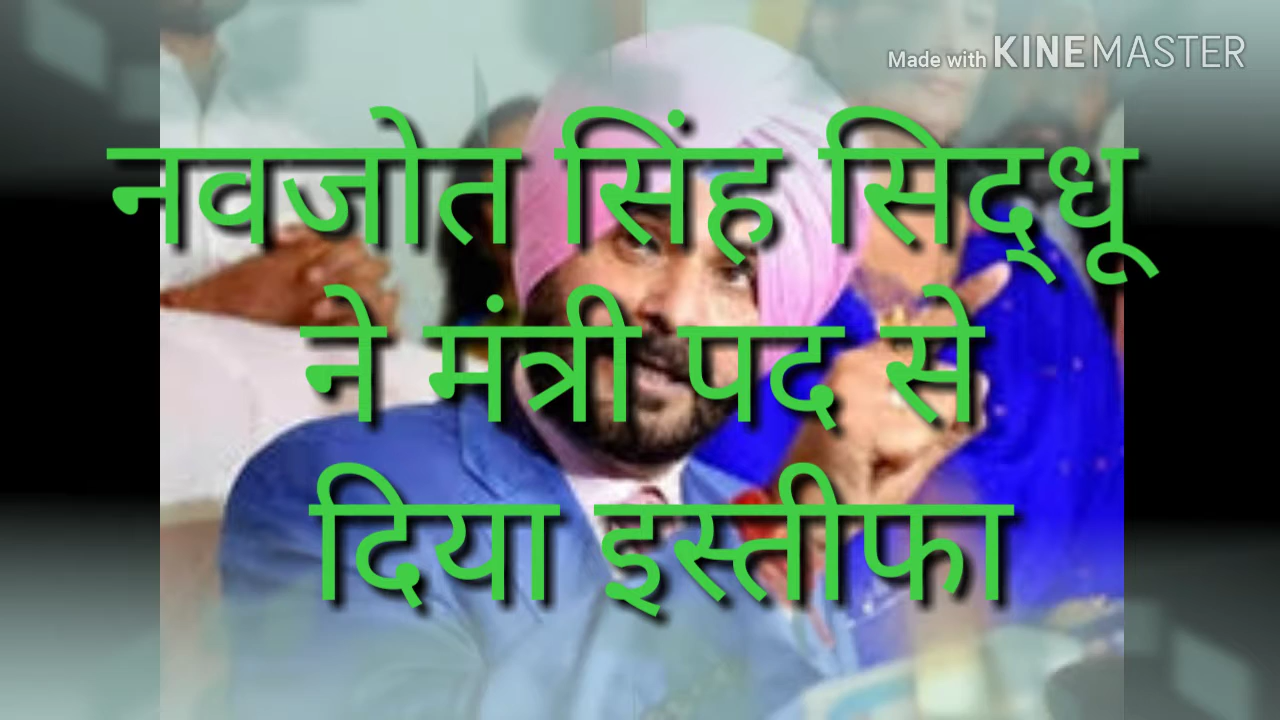 Made with KINEMASTER
नवजोत सिंह सिद्‌धू
ने मंत्री पद से
दिया इस्तीफा